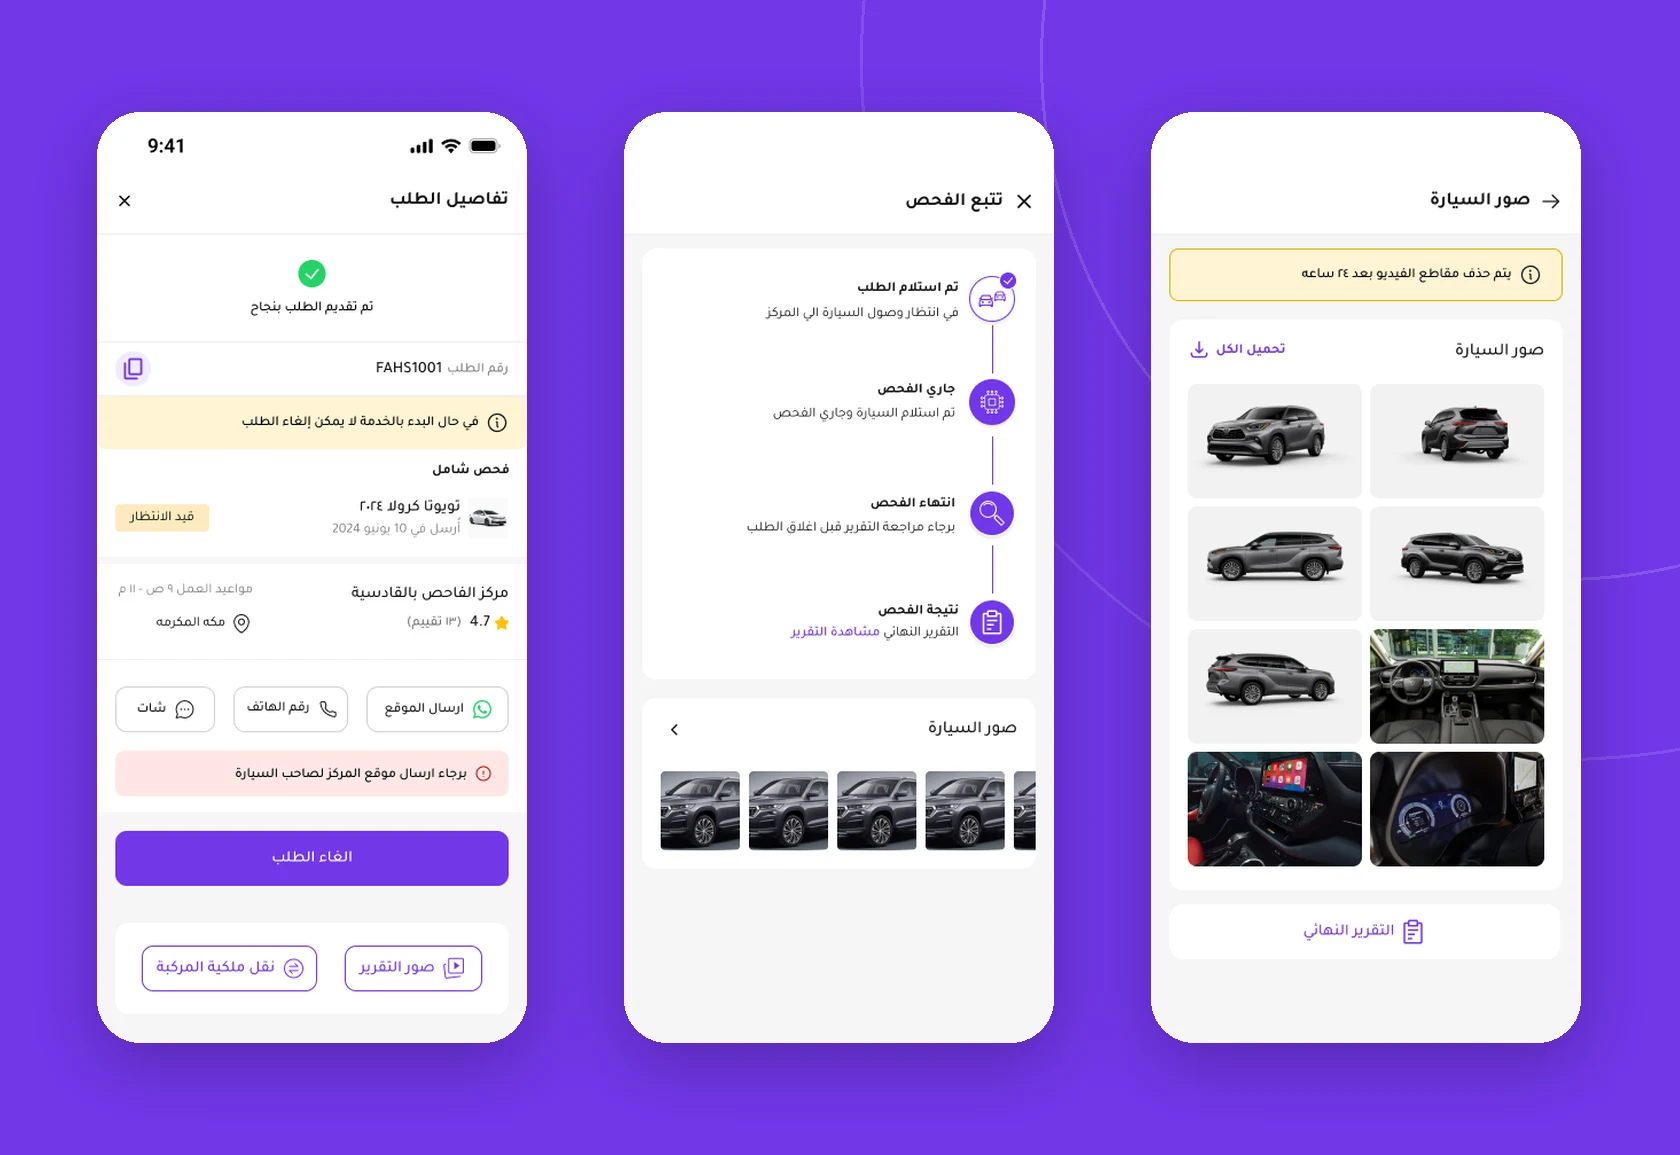 9:41
تفاصيل الطلب
تم تقديم الطلب بنجاح
رقم الطلب FAHS1001
في حال البدء بالخدمة لا يمكن إلغاء الطلب
فحص شامل
تويوتا كرولا ٢٠٢٤
أرسل في 10 يونيو 2024
قيد الانتظار
مركز الفاحص بالقادسية
مواعيد العمل ٩ ص - ١١ م
4.7 (١٣ تقييم)
مكه المكرمه
ارسال الموقع
رقم الهاتف
شات
برجاء ارسال موقع المركز لصاحب السيارة
الغاء الطلب
صور التقرير
نقل ملكية المركبة
تتبع الفحص
تم استلام الطلب
في انتظار وصول السيارة الي المركز
جاري الفحص
تم استلام السيارة وجاري الفحص
انتهاء الفحص
برجاء مراجعة التقرير قبل اغلاق الطلب
نتيجة الفحص
التقرير النهائي مشاهدة التقرير
صور السيارة
صور السيارة
يتم حذف مقاطع الفيديو بعد ٢٤ ساعه
صور السيارة
تحميل الكل
التقرير النهائي